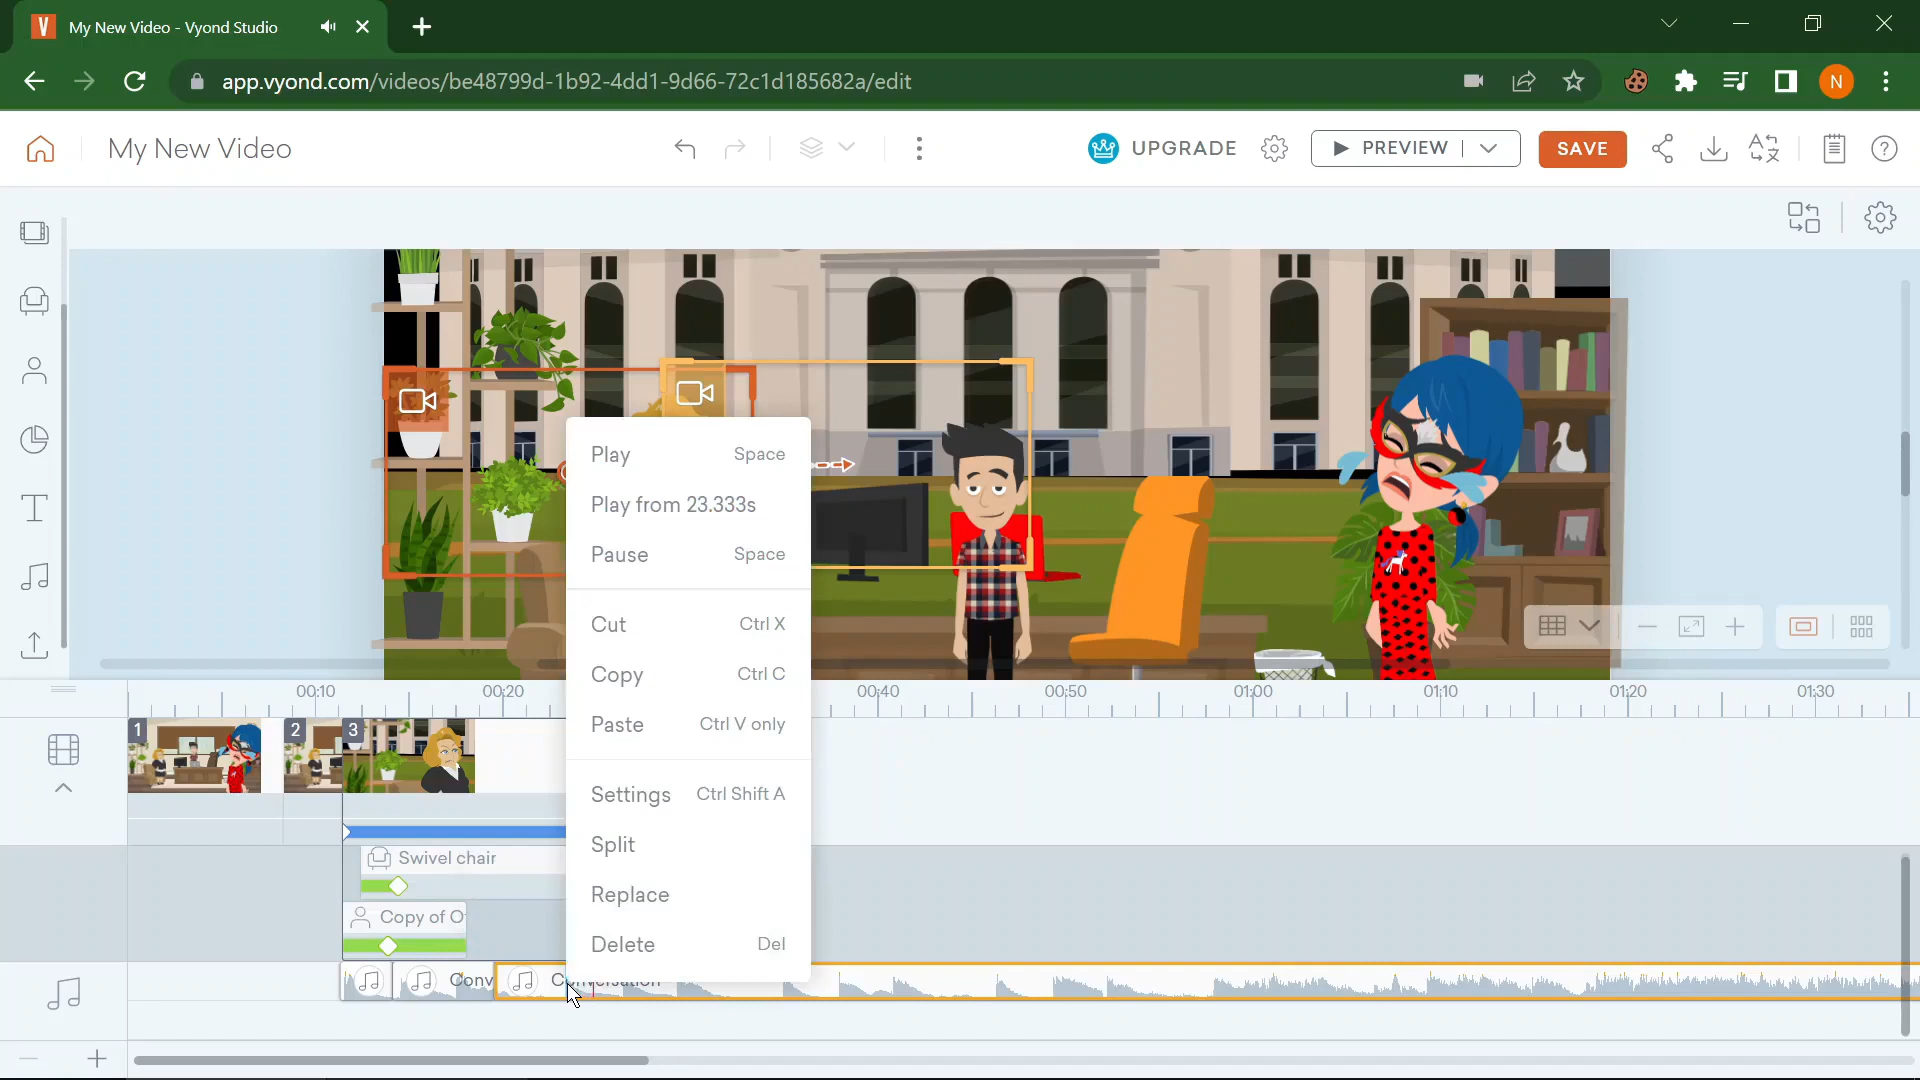 My New Video - Vyond Studio
app.vyond.com/videos/be48799d-1b92-4dd1-9d66-72c1d185682a/edit
N
My New Video
UPGRADE
PREVIEW
SAVE
Play Space
Play from 23.333s
Pause Space
Cut Ctrl X
Copy Ctrl C
Paste Ctrl V only
Settings Ctrl Shift A
Split
Replace
Delete Del
00:10 00:20 00:40 00:50 01:00 01:10 01:20 01:30
1 2 3
Swivel chair
Copy of O
Conv Conversation